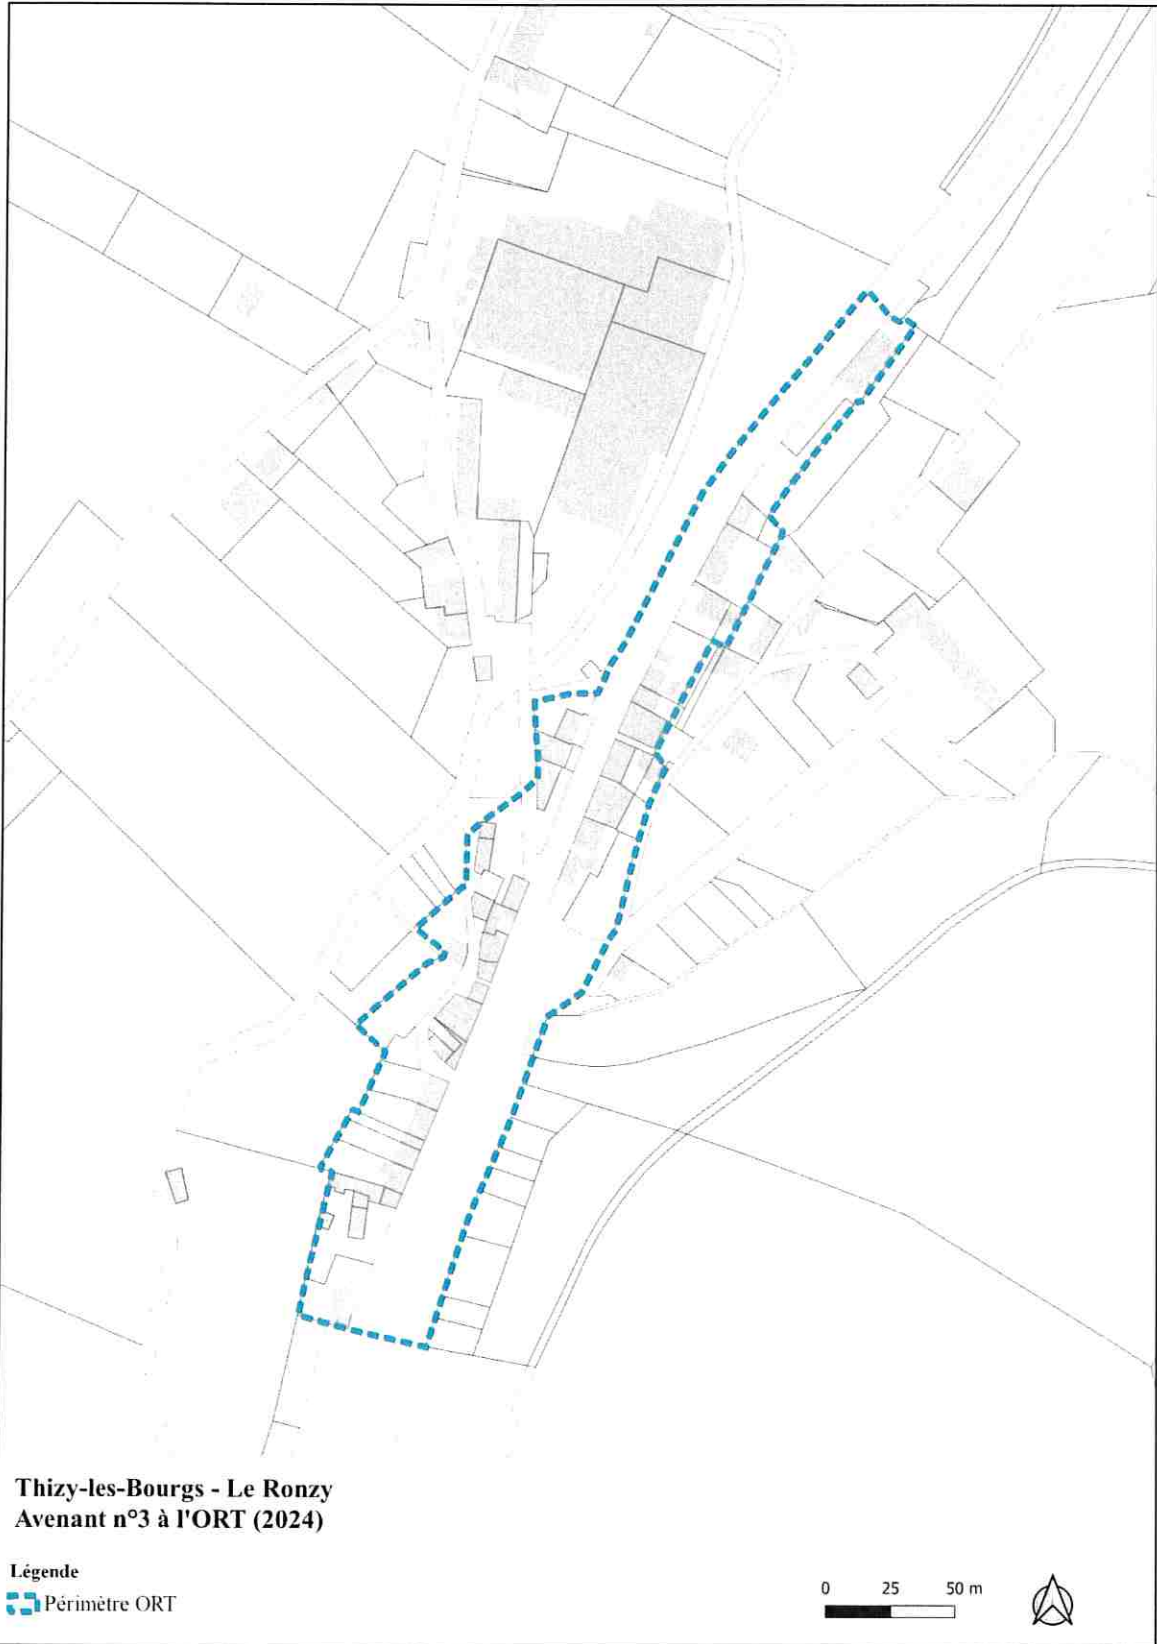 Thizy-les-Bourgs - Le Ronzy
Avenant n°3 à l'ORT (2024)
Légende
Périmètre ORT
0 25 50 m